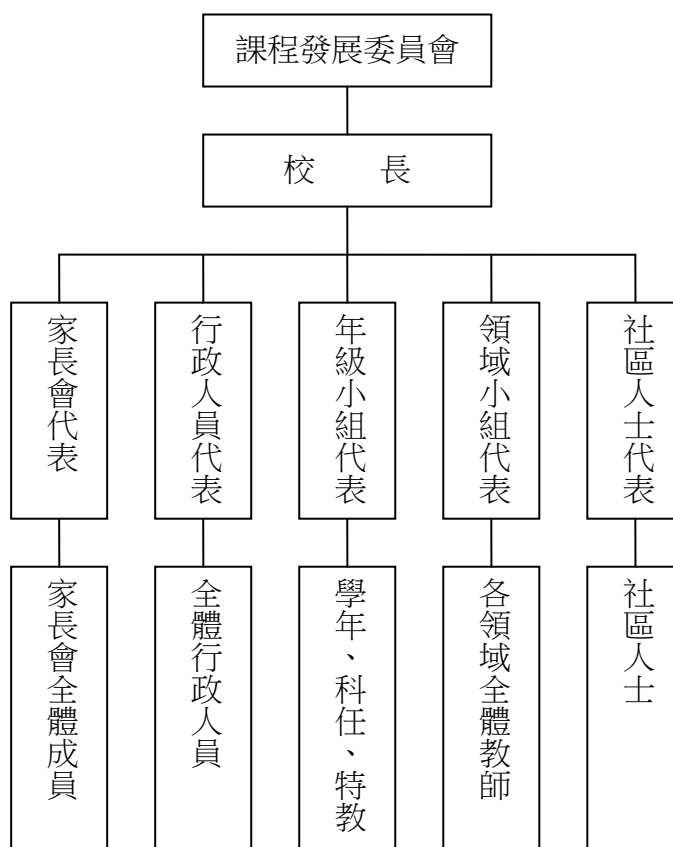 課程發展委員會
校　　長
家長會代表
行政人員代表
年級小組代表
領域小組代表
社區人士代表
家長會全體成員
全體行政人員
學年、科任、特教
各領域全體教師
社區人士